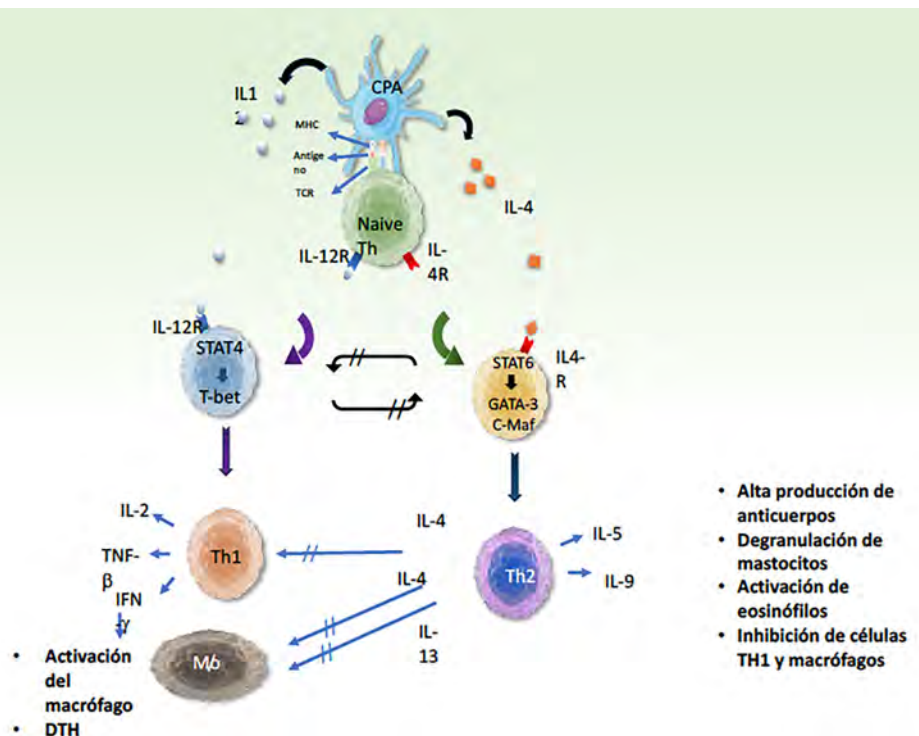 CPA
IL1
2
MHC
Antíge
no
TCR
IL-4
Naive
Th
IL-12R
IL-
4R
IL-12R
STAT4
T-bet
STAT6
GATA-3
C-Maf
IL4-
R
IL-2
TNF-
β
IFN
-γ
Th1
IL-4
IL-4
IL-
13
Th2
IL-5
IL-9
Mϕ
• Activación
del
macrófago
• DTH
• Alta producción de
anticuerpos
• Degranulación de
mastocitos
• Activación de
eosinófilos
• Inhibición de células
TH1 y macrófagos